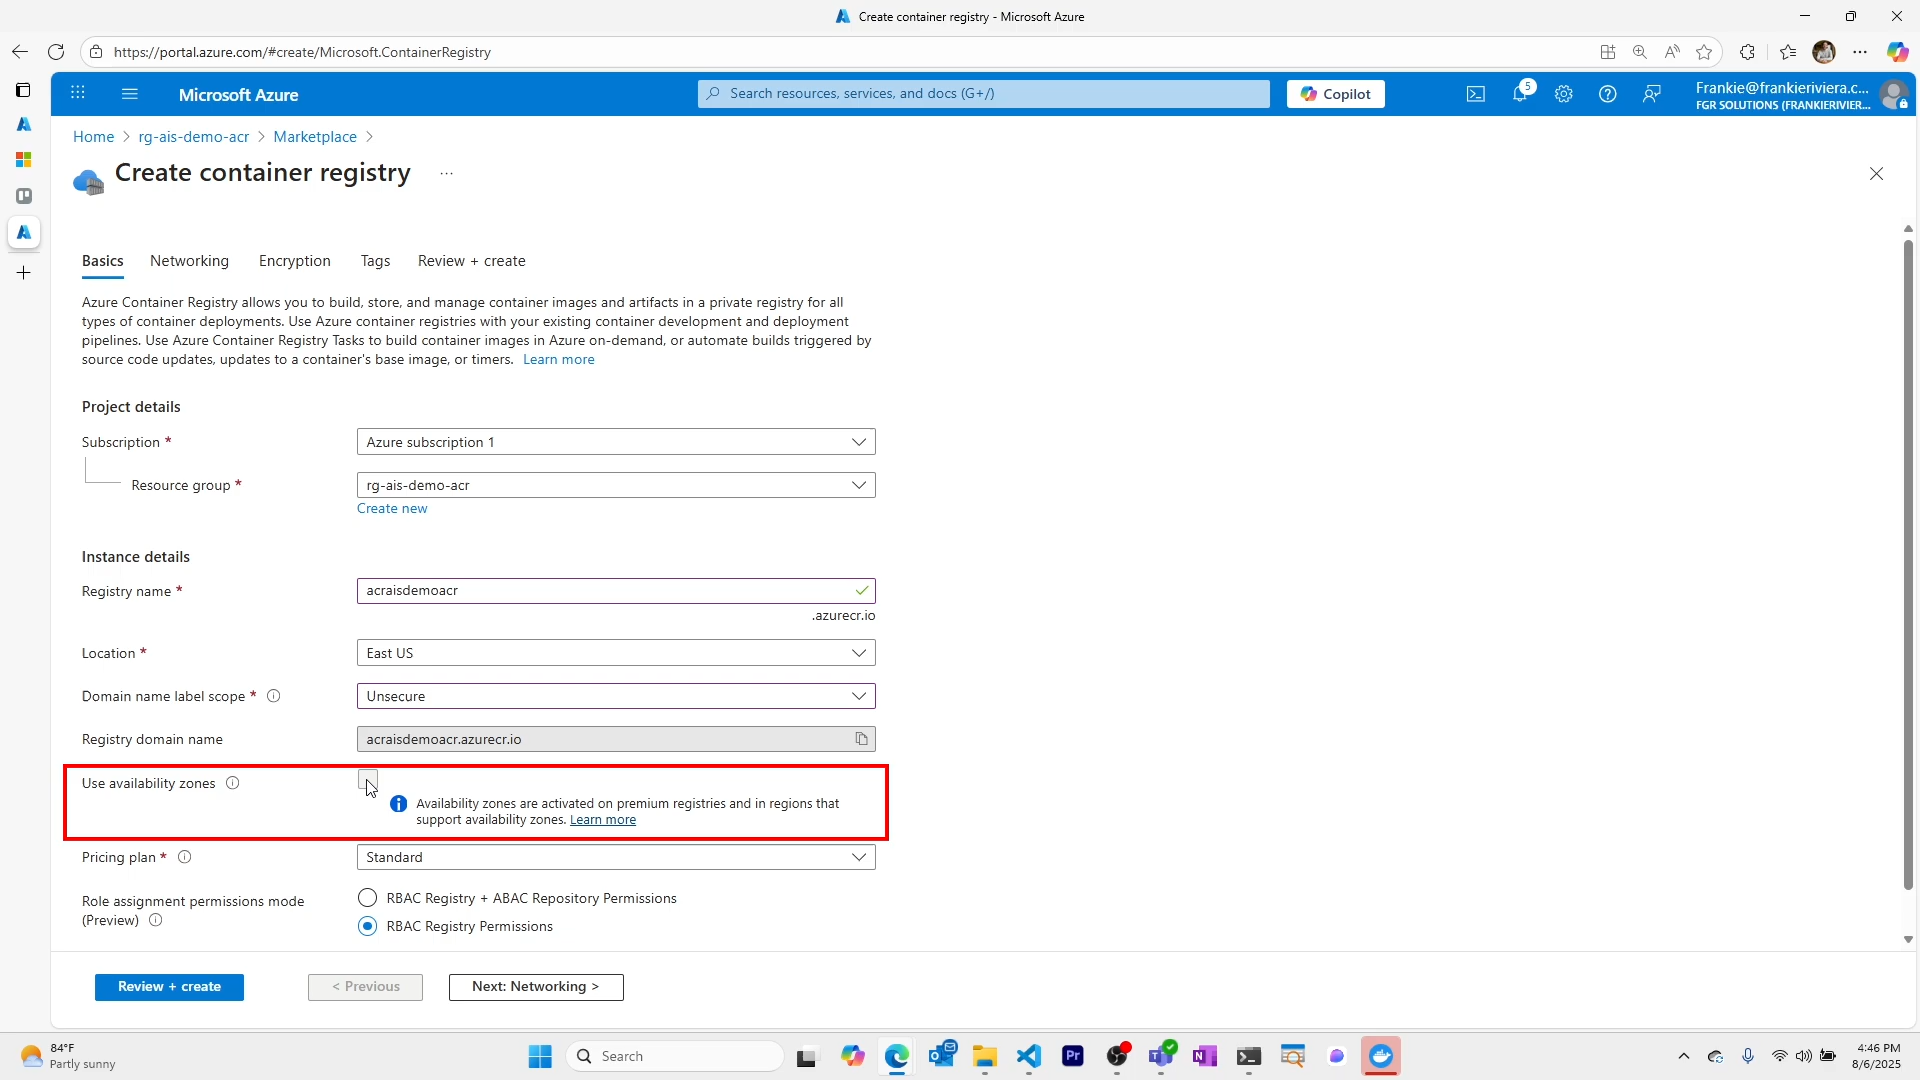 Create container registry - Microsoft Azure
https://portal.azure.com/#create/Microsoft.ContainerRegistry
Microsoft Azure
Search resources, services, and docs (G+/)
Copilot
5
Frankie@frankieriviera.c...
FGR SOLUTIONS (FRANKIERIVIER...
Home > rg-ais-demo-acr > Marketplace >
Create container registry ...
Basics Networking Encryption Tags Review + create
Azure Container Registry allows you to build, store, and manage container images and artifacts in a private registry for all
types of container deployments. Use Azure container registries with your existing container development and deployment
pipelines. Use Azure Container Registry Tasks to build container images in Azure on-demand, or automate builds triggered by
source code updates, updates to a container's base image, or timers. Learn more
Project details
Subscription * Azure subscription 1
Resource group * rg-ais-demo-acr
Create new
Instance details
Registry name * acraisdemoacr
.azurecr.io
Location * East US
Domain name label scope * Unsecure
Registry domain name acraisdemoacr.azurecr.io
Use availability zones
Availability zones are activated on premium registries and in regions that
support availability zones. Learn more
Pricing plan * Standard
Role assignment permissions mode
(Preview)
RBAC Registry + ABAC Repository Permissions
RBAC Registry Permissions
Review + create < Previous Next: Networking >
84°F
Partly sunny
Search
Pr
4:46 PM
8/6/2025